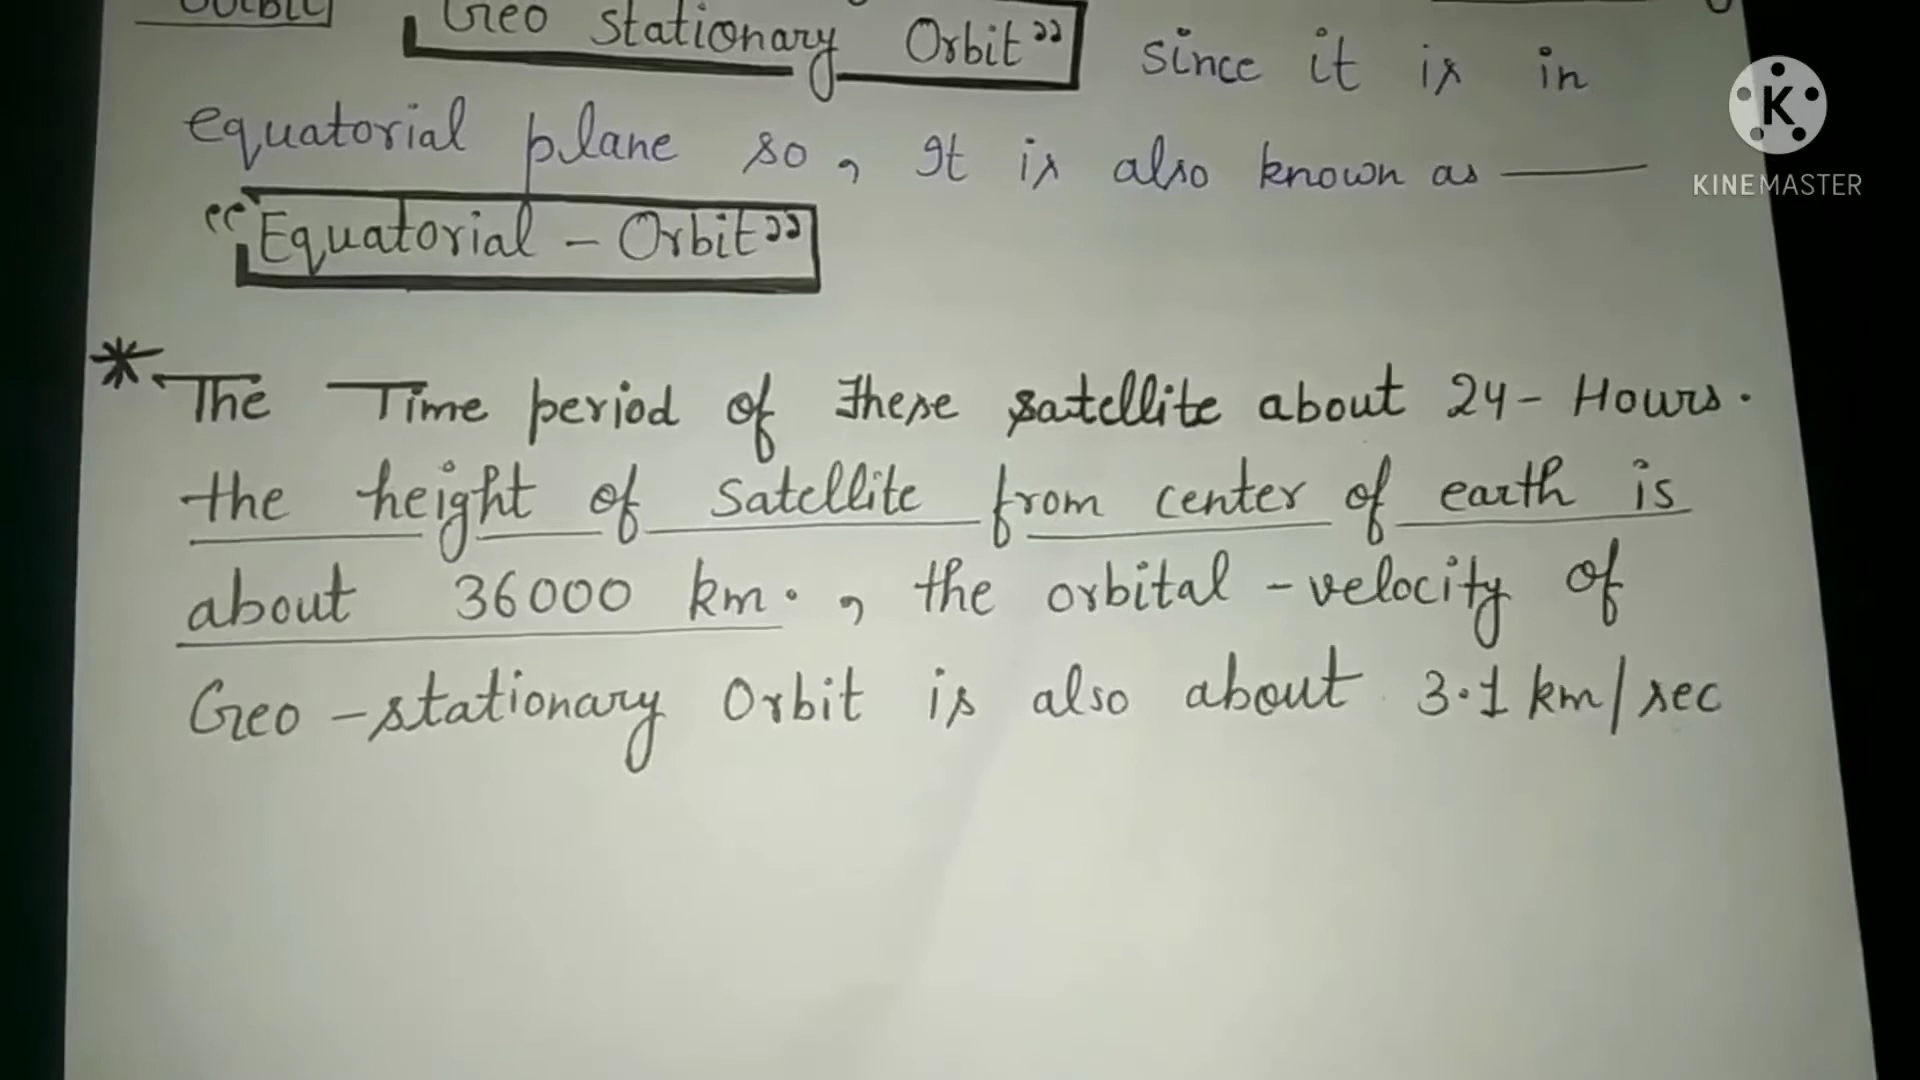 Geo stationary Orbit" since it is in
equatorial plane so, It is also known as ——
"Equatorial - Orbit"
* The Time period of these satellite about 24- Hours.
the height of satellite from center of earth is
about 36000 km. , the orbital -velocity of
Geo -stationary Orbit is also about 3.1 km/sec
K
KINEMASTER